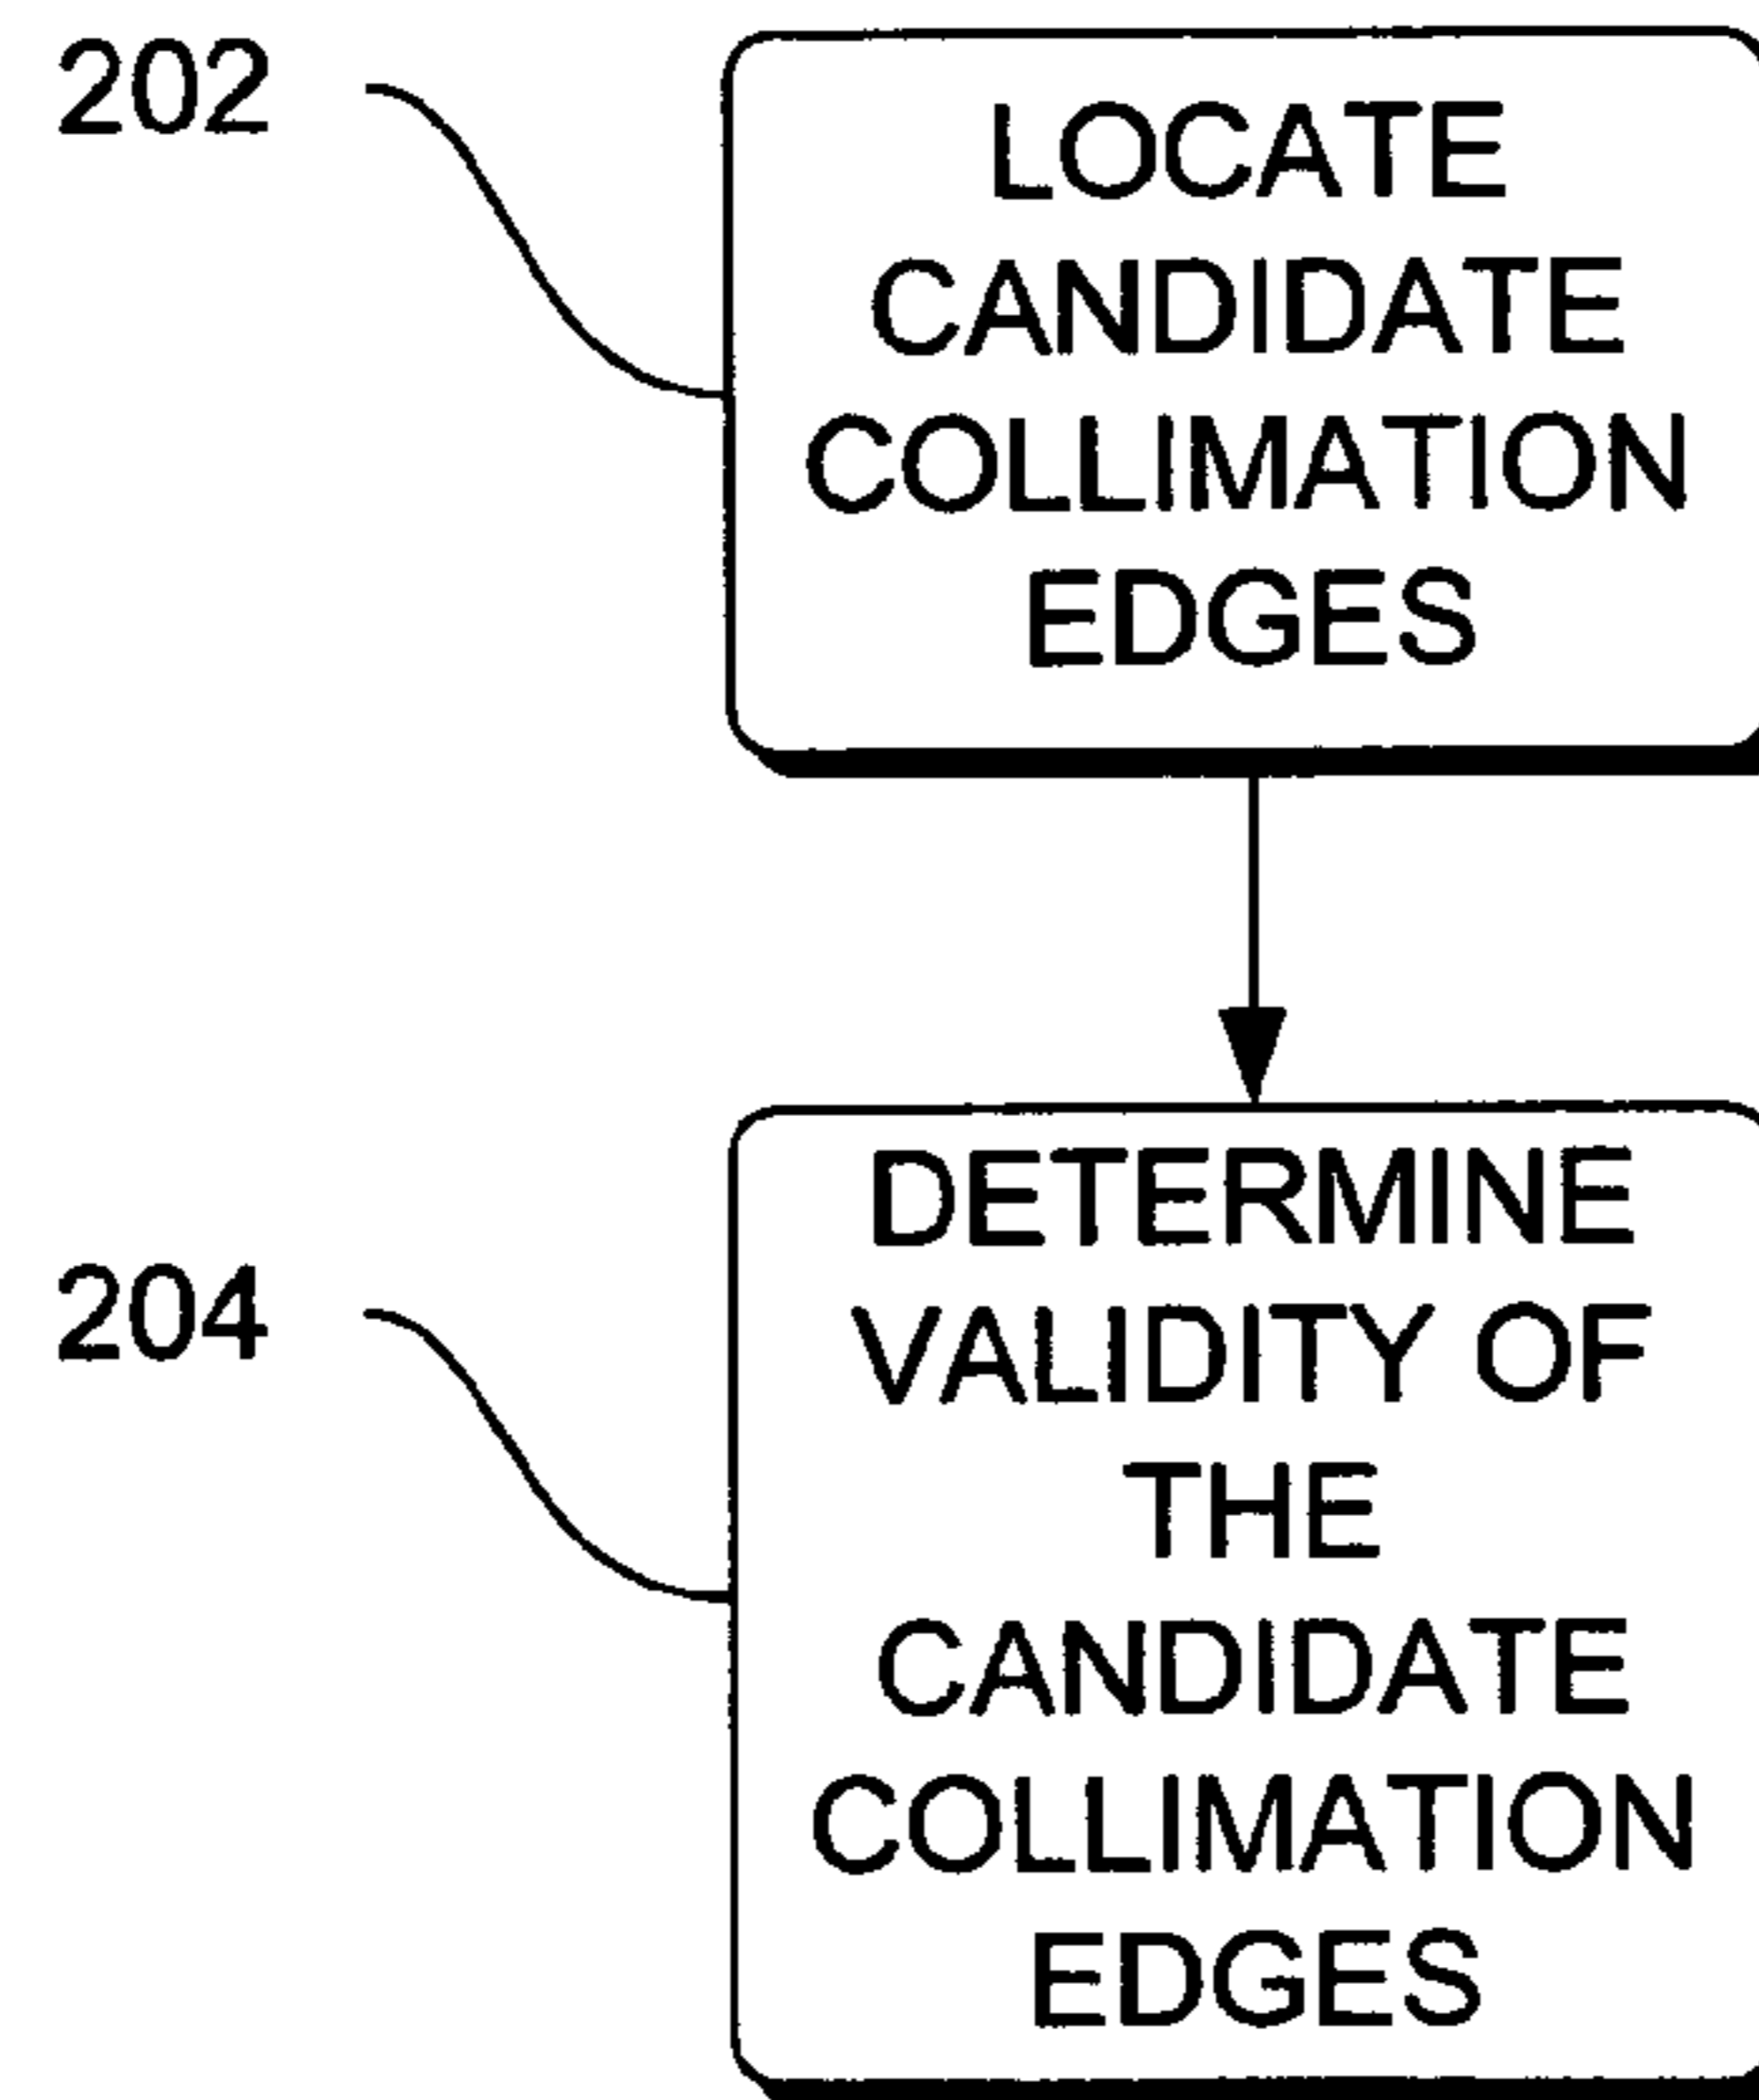 202
LOCATE
CANDIDATE
COLLIMATION
EDGES
204
DETERMINE
VALIDITY OF
THE
CANDIDATE
COLLIMATION
EDGES